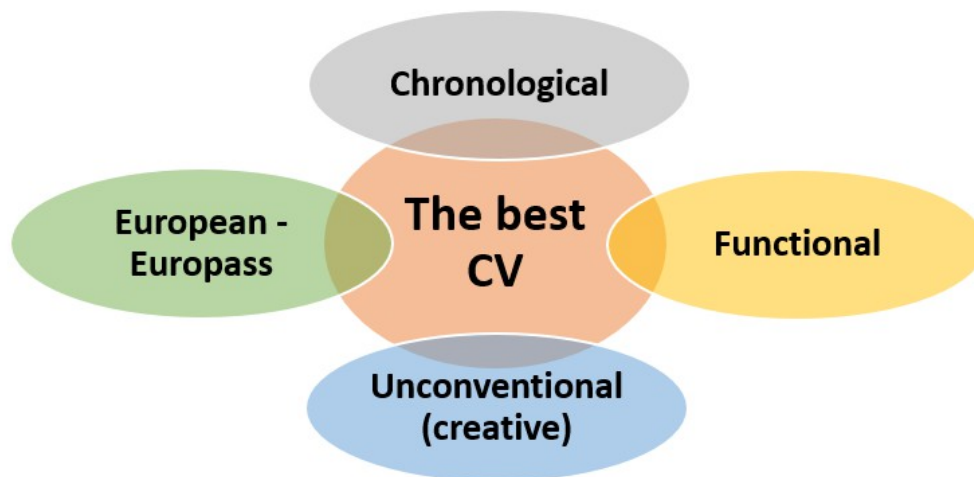 Chronological
European -
Europass
The best
CV
Functional
Unconventional
(creative)